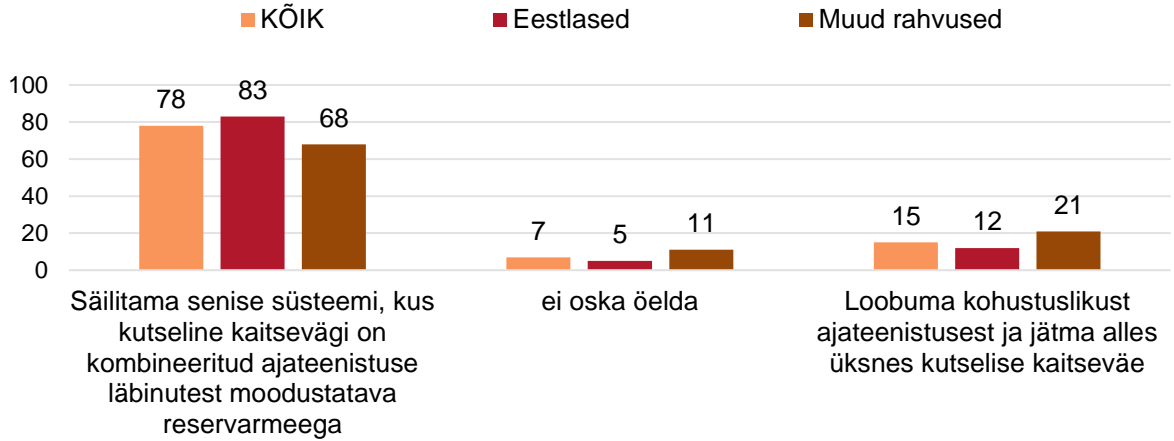 KÕIK Eestlased Muud rahvused
100
80
60
40
20
0
78 83 68
7 5 11
15 12 21
Säilitama senise süsteemi, kus
kutseline kaitsevägi on
kombineeritud ajateenistuse
läbinutest moodustatava
reservarmeega
ei oska öelda
Loobuma kohustuslikust
ajateenistusest ja jätma alles
üksnes kutselise kaitseväe